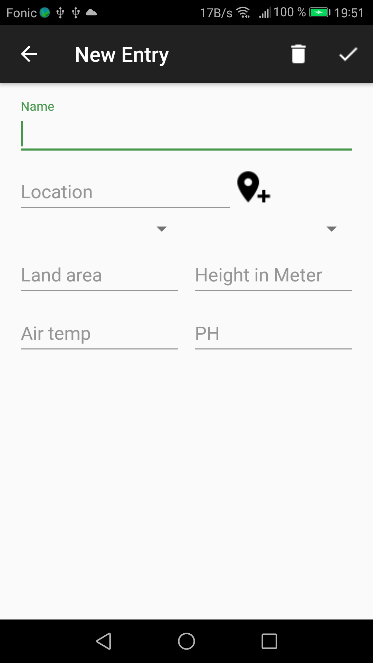 Fonic 17B/s 100 % 19:51
New Entry
Name
Location
Land area Height in Meter
Air temp PH